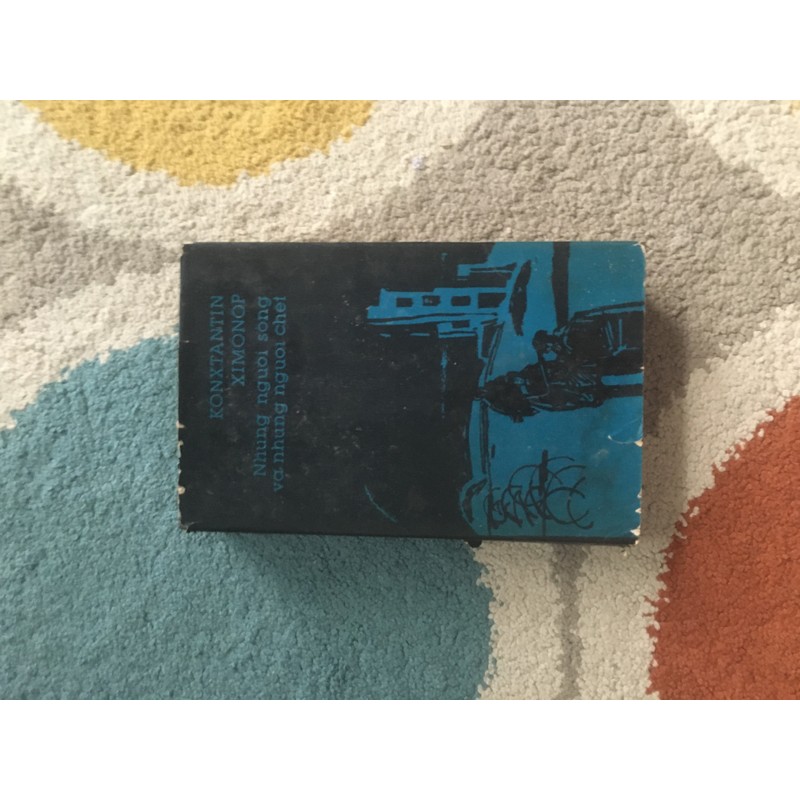 KONXTANTIN
XIMONOP
Nhung nguoi song
va nhung nguoi chet